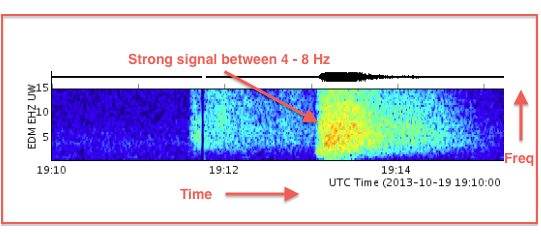 Strong signal between 4 - 8 Hz
EDM EHZ UW
15
10
5
Freq
19:10
19:12
19:14
UTC Time (2013-10-19 19:10:00
Time